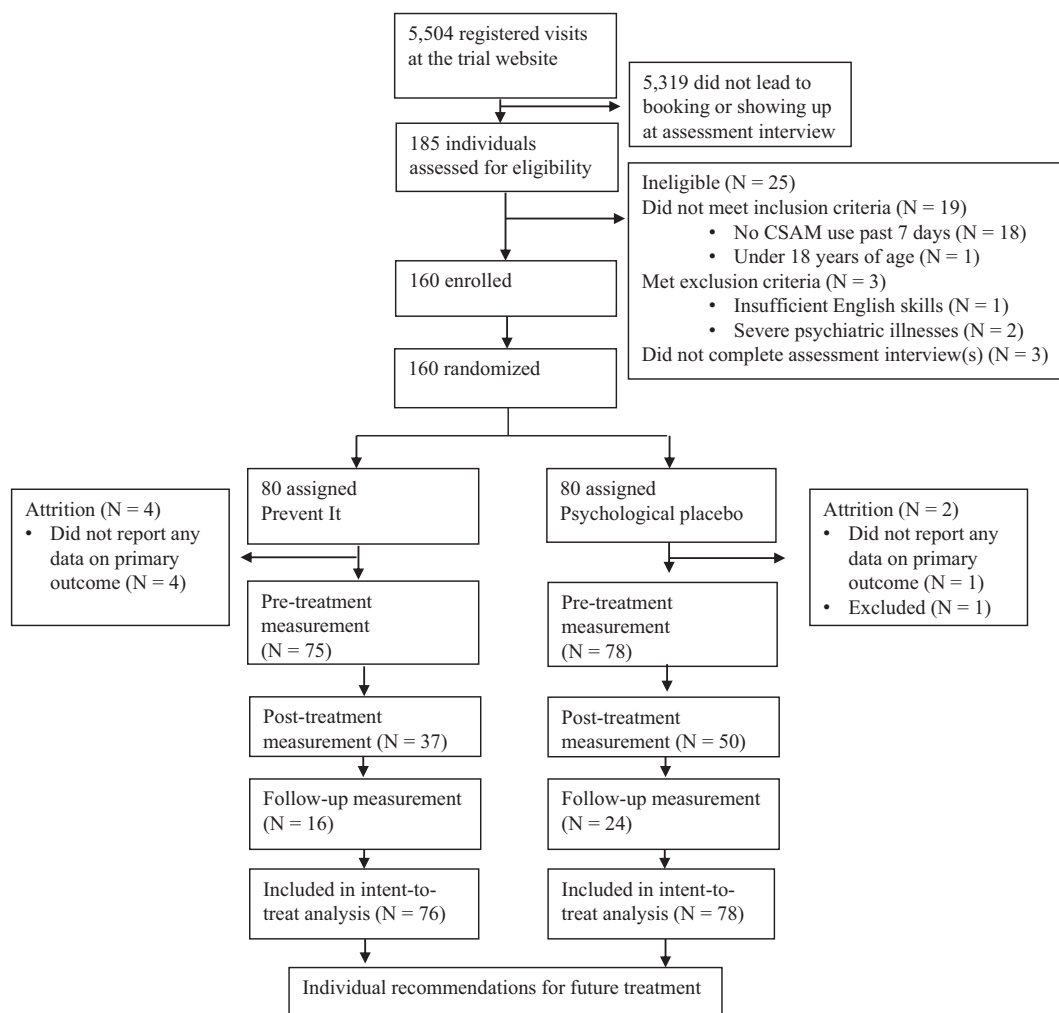 5,504 registered visits
at the trial website
5,319 did not lead to
booking or showing up
at assessment interview
185 individuals
assessed for eligibility
Ineligible (N = 25)
Did not meet inclusion criteria (N = 19)
• No CSAM use past 7 days (N = 18)
• Under 18 years of age (N = 1)
Met exclusion criteria (N = 3)
• Insufficient English skills (N = 1)
• Severe psychiatric illnesses (N = 2)
Did not complete assessment interview(s) (N = 3)
160 enrolled
160 randomized
80 assigned
Prevent It
80 assigned
Psychological placebo
Attrition (N = 4)
• Did not report any
data on primary
outcome (N = 4)
Attrition (N = 2)
• Did not report any
data on primary
outcome (N = 1)
• Excluded (N = 1)
Pre-treatment
measurement
(N = 75)
Pre-treatment
measurement
(N = 78)
Post-treatment
measurement (N = 37)
Post-treatment
measurement (N = 50)
Follow-up measurement
(N = 16)
Follow-up measurement
(N = 24)
Included in intent-to-
treat analysis (N = 76)
Included in intent-to-
treat analysis (N = 78)
Individual recommendations for future treatment